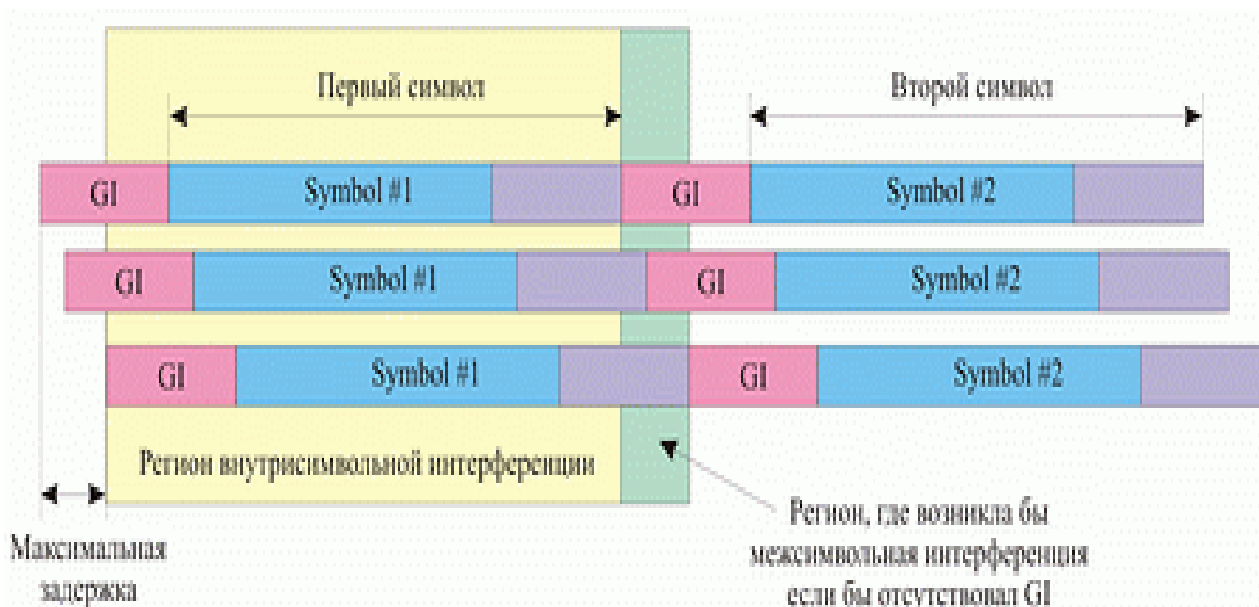 Первый символ
Второй символ
GI Symbol #1 GI Symbol #2
GI Symbol #1 GI Symbol #2
GI Symbol #1 GI Symbol #2
Регион внутрисимвольной интерференции
Максимальная
задержка
Регион, где возникла бы
межсимвольная интерференция
если бы отсутствовал GI